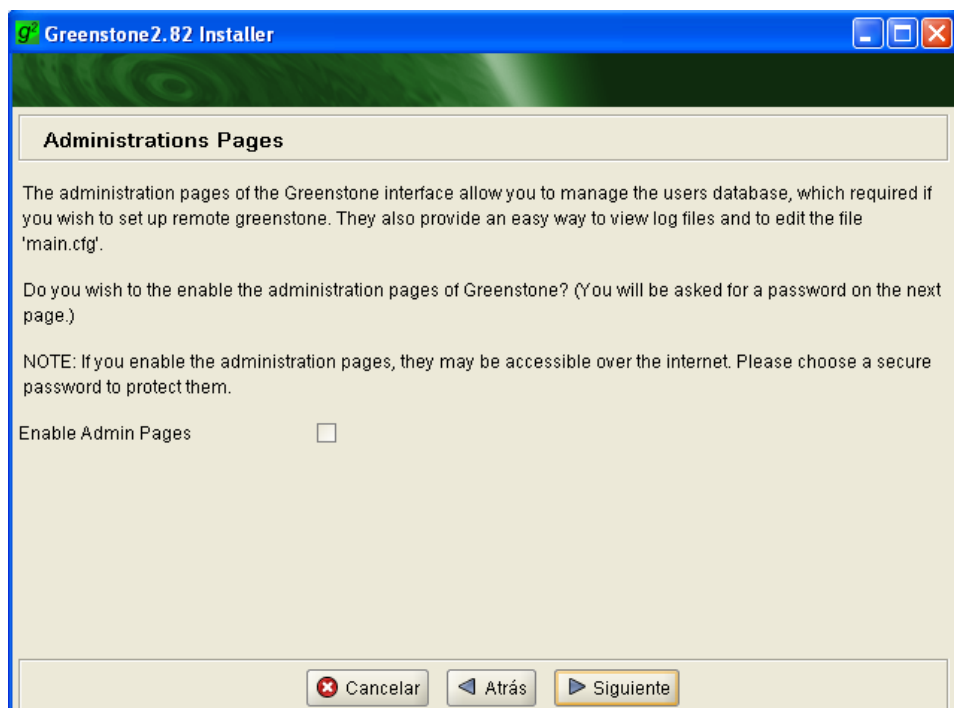 g2 Greenstone2.82 Installer
Administrations Pages
The administration pages of the Greenstone interface allow you to manage the users database, which required if
you wish to set up remote greenstone. They also provide an easy way to view log files and to edit the file
'main.cfg'.
Do you wish to the enable the administration pages of Greenstone? (You will be asked for a password on the next
page.)
NOTE: If you enable the administration pages, they may be accessible over the internet. Please choose a secure
password to protect them.
Enable Admin Pages
Cancelar Atrás Siguiente